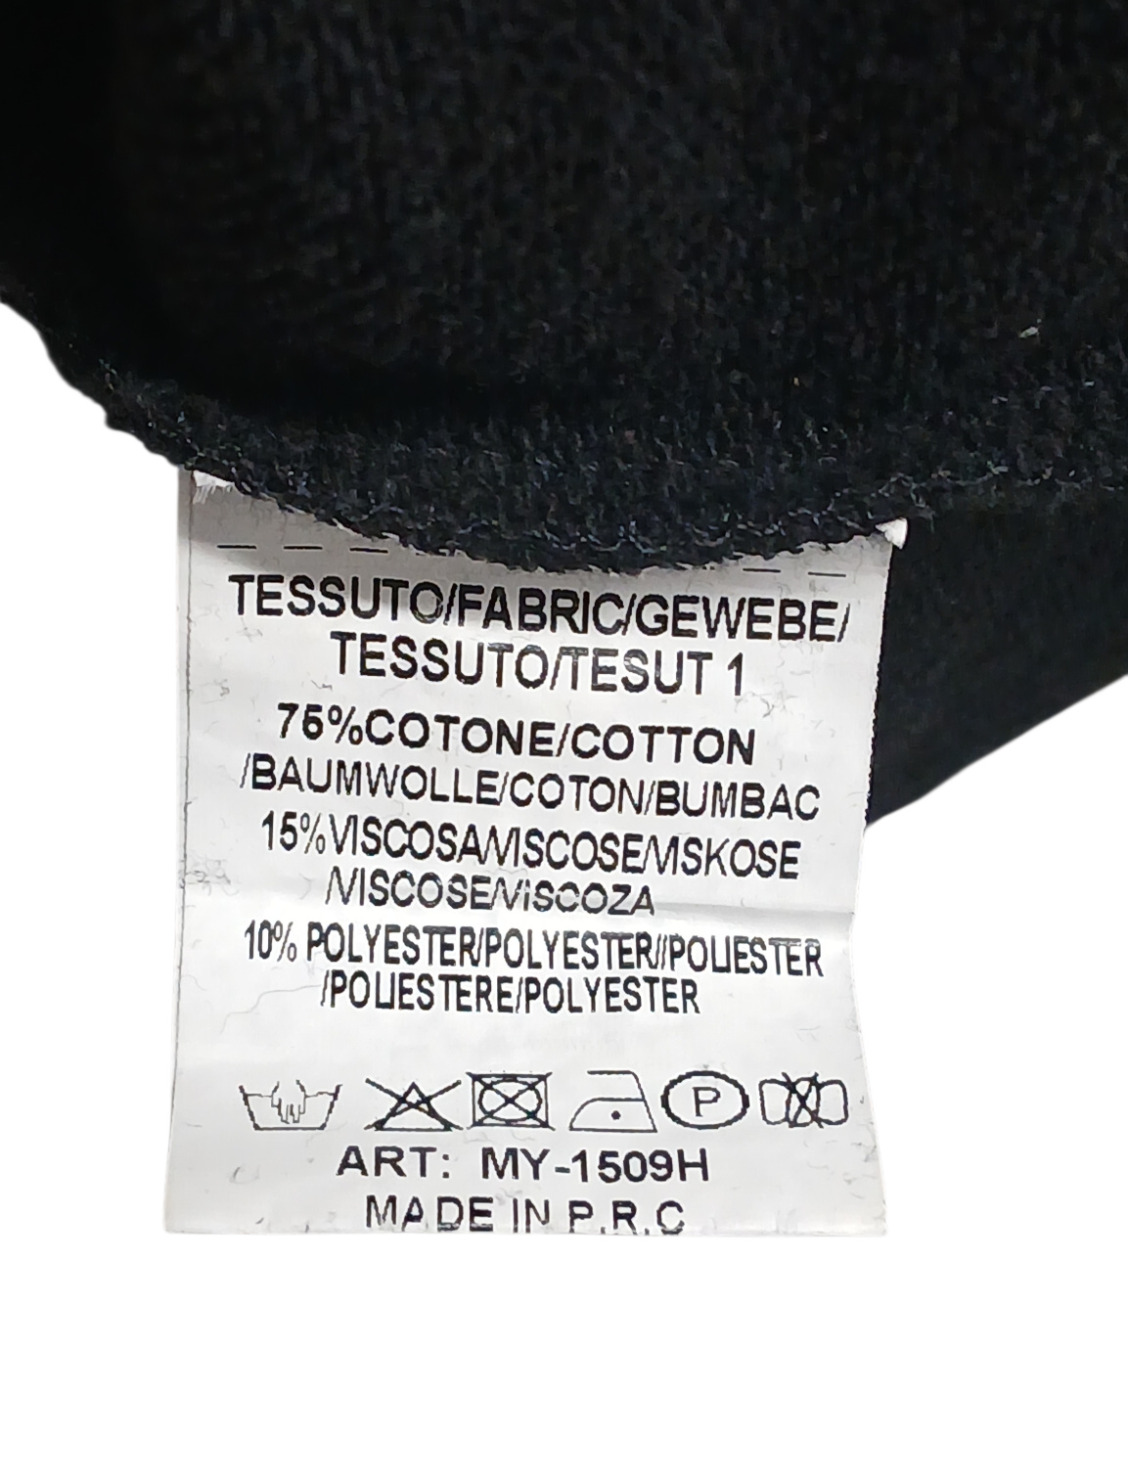 TESSUTO/FABRIC/GEWEBE/
TESSUTO/TESUT 1
75%COTONE/COTTON
/BAUMWOLLE/COTON/BUMBAC
15%VISCOSA/VISCOSE/VISKOSE
/VISCOSE/VISCOZA
10% POLYESTER/POLYESTER//POLIESTER
/POLIESTERE/POLYESTER
P
ART: MY-1509H
MADE IN P.R.C